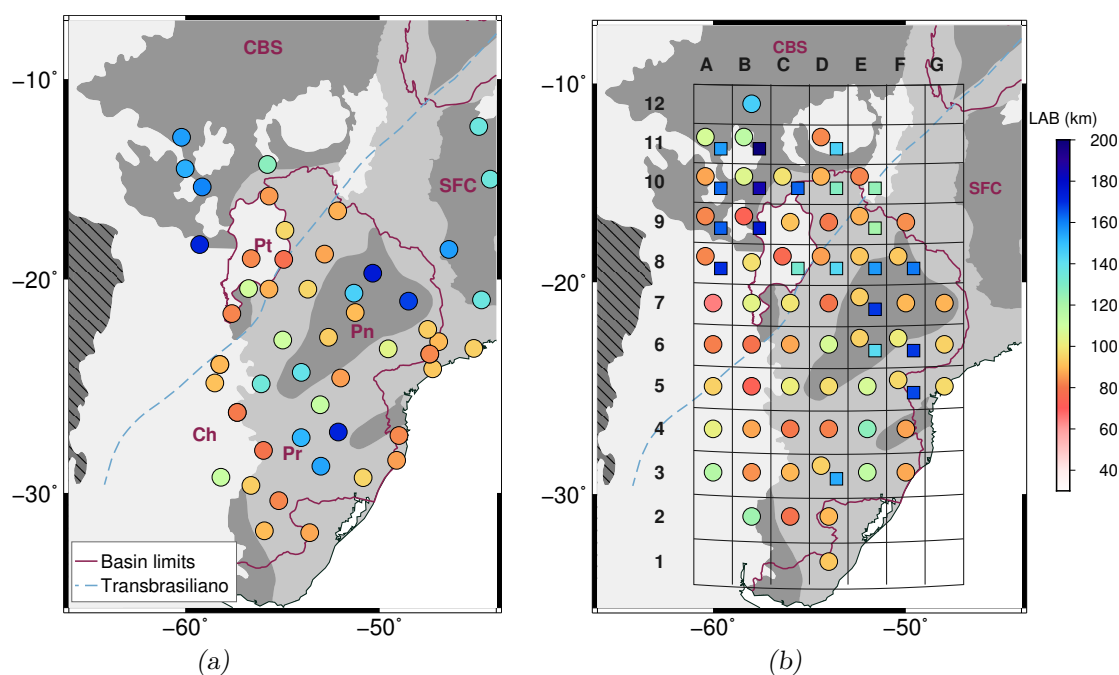 CBS
SFC
Pt
Pn
Ch
Pr
−10°
−20°
−30°
−60°
−50°
Basin limits
Transbrasiliano
(a)
CBS
A B C D E F G
SFC
12
11
10
9
8
7
6
5
4
3
2
1
−10°
−20°
−30°
−60°
−50°
(b)
LAB (km)
200
180
160
140
120
100
80
60
40